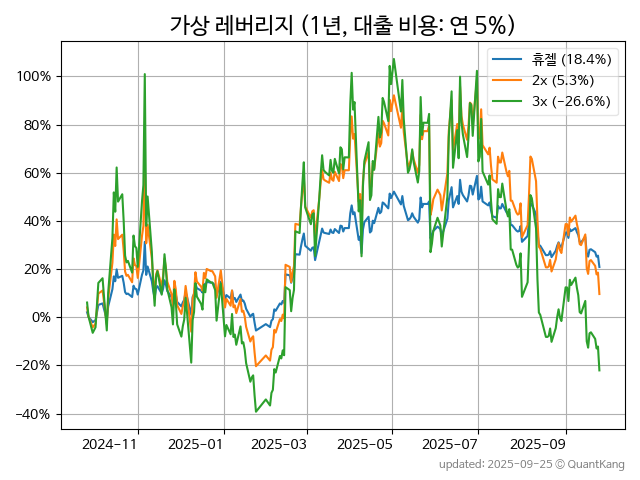 가상 레버리지 (1년, 대출 비용: 연 5%)
휴젤 (18.4%)
2x (5.3%)
3x (−26.6%)
100%
80%
60%
40%
20%
0%
−20%
−40%
2024-11
2025-01
2025-03
2025-05
2025-07
2025-09
updated: 2025-09-25 © QuantKang